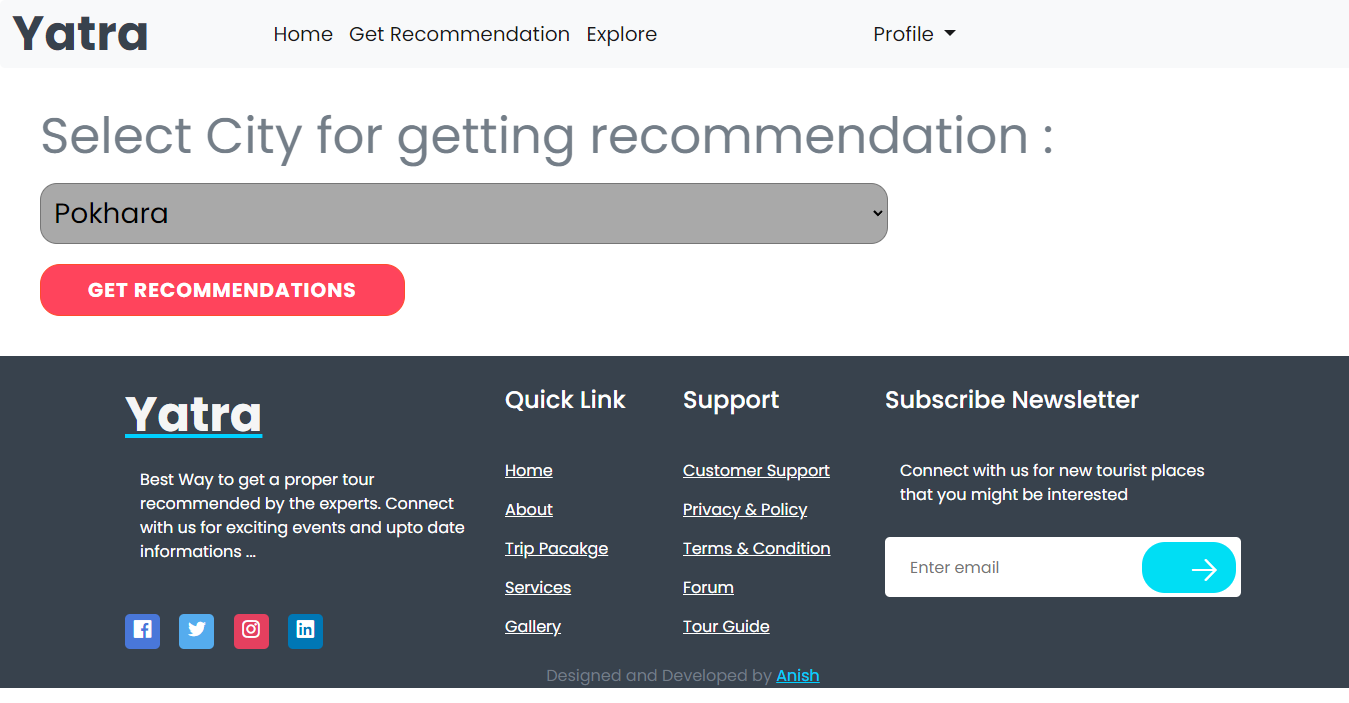 Yatra
Home Get Recommendation Explore Profile
Select City for getting recommendation :
Pokhara
GET RECOMMENDATIONS
Yatra
Best Way to get a proper tour
recommended by the experts. Connect
with us for exciting events and upto date
informations ...
Quick Link
Home
About
Trip Pacakge
Services
Gallery
Support
Customer Support
Privacy & Policy
Terms & Condition
Forum
Tour Guide
Subscribe Newsletter
Connect with us for new tourist places
that you might be interested
Enter email
Designed and Developed by Anish